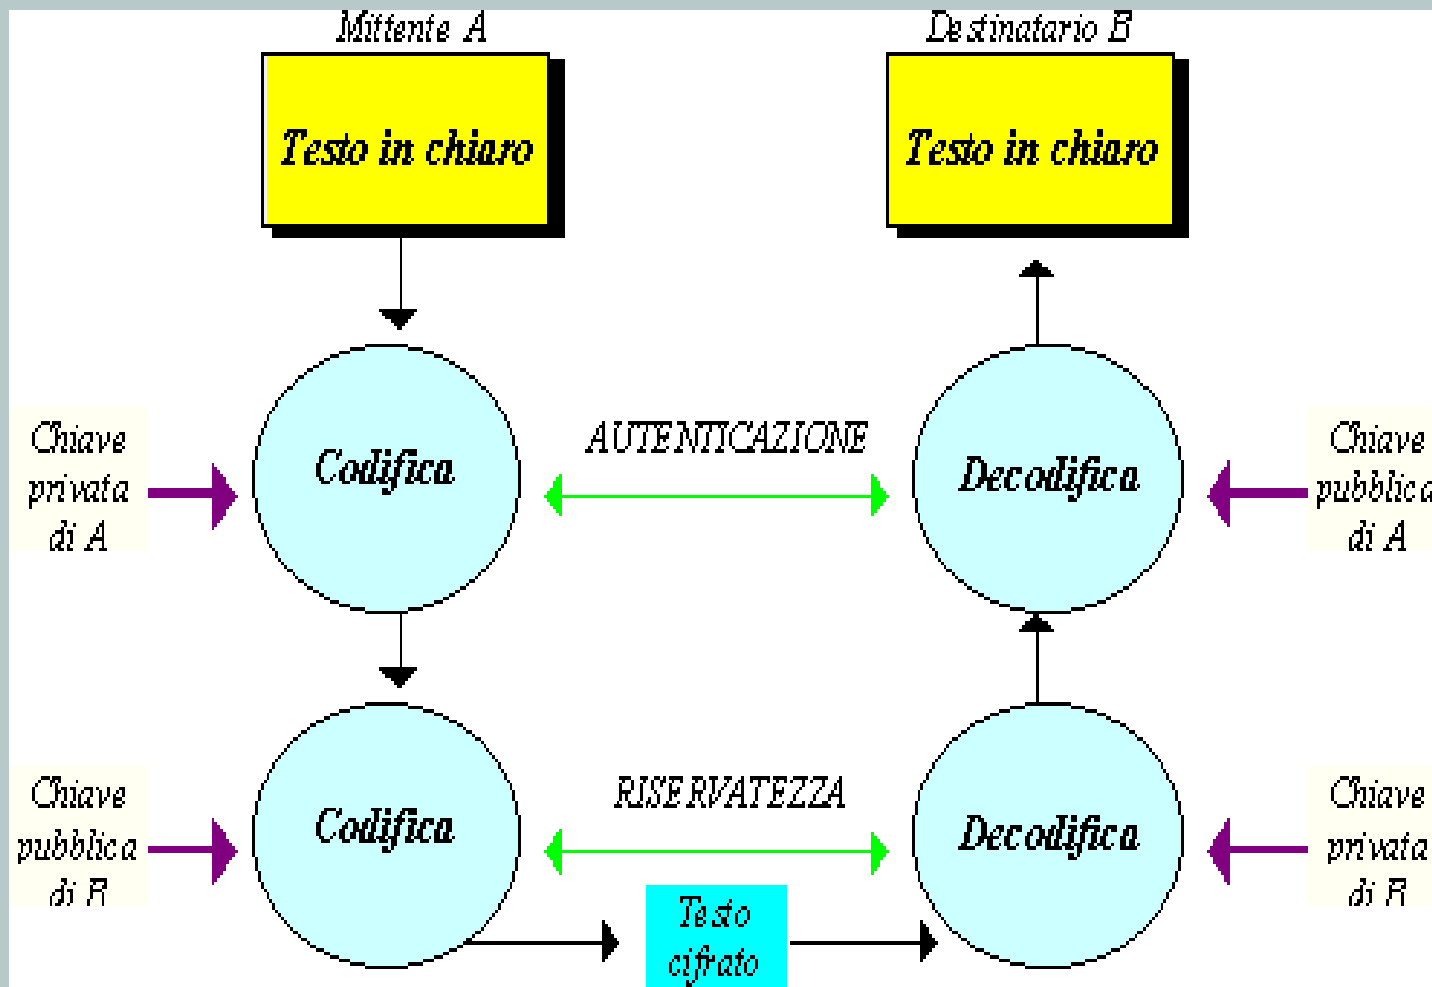 Mittente A
Destinatario B
Testo in chiaro
Testo in chiaro
Chiave
privata
di A
Codifica
AUTENTICAZIONE
Decodifica
Chiave
pubblica
di A
Chiave
pubblica
di B
Codifica
RISERVATEZZA
Decodifica
Chiave
privata
di B
Testo
cifrato